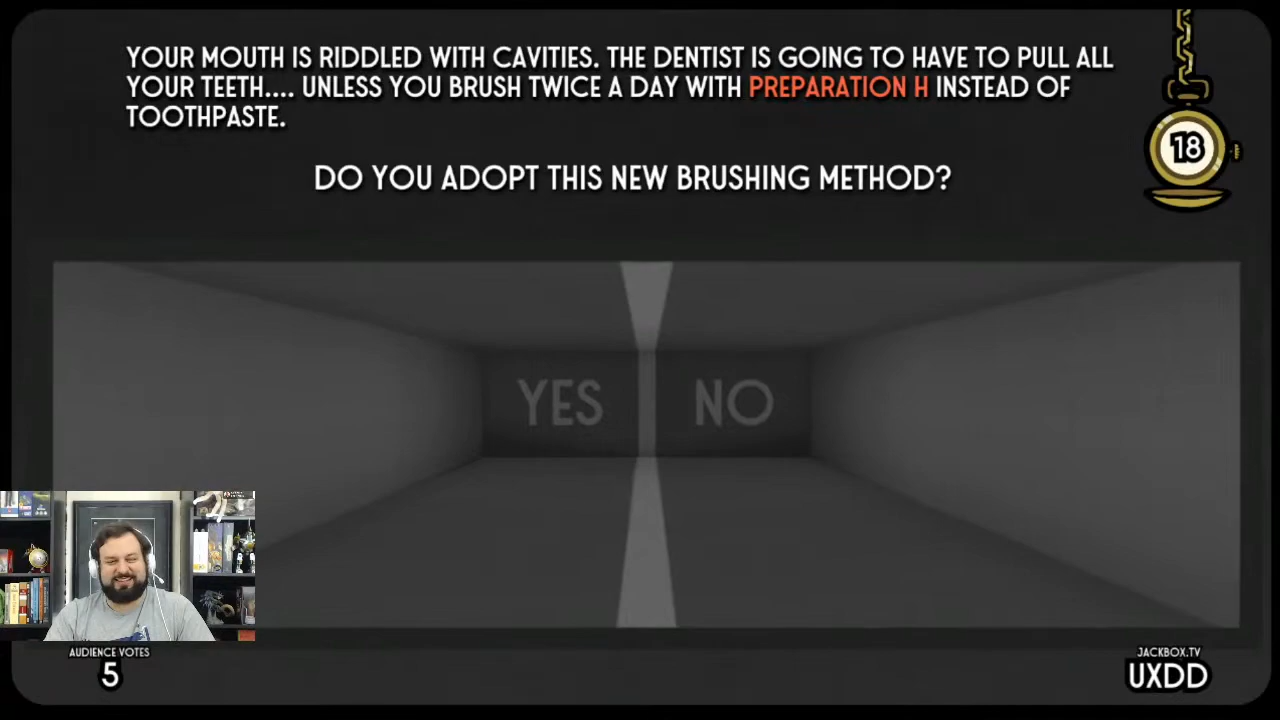 YOUR MOUTH IS RIDDLED WITH CAVITIES. THE DENTIST IS GOING TO HAVE TO PULL ALL
YOUR TEETH.... UNLESS YOU BRUSH TWICE A DAY WITH PREPARATION H INSTEAD OF
TOOTHPASTE.
18
DO YOU ADOPT THIS NEW BRUSHING METHOD?
YES NO
AUDIENCE VOTES
5
JACKBOX.TV
UXDD